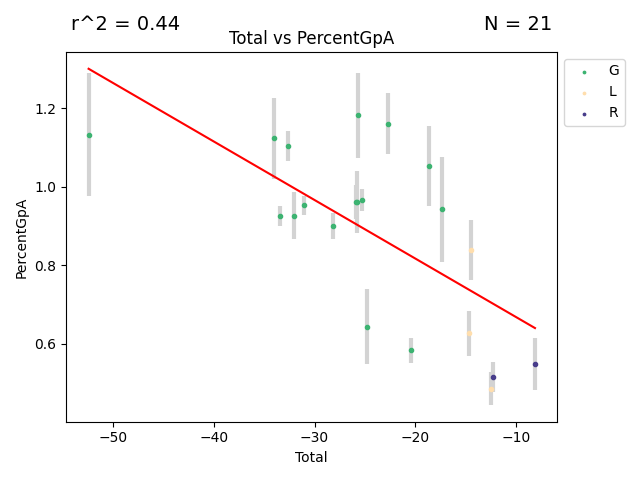 r^2 = 0.44
N = 21
Total vs PercentGpA
G
L
R
1.2
1.0
0.8
0.6
PercentGpA
−50
−40
−30
−20
−10
Total